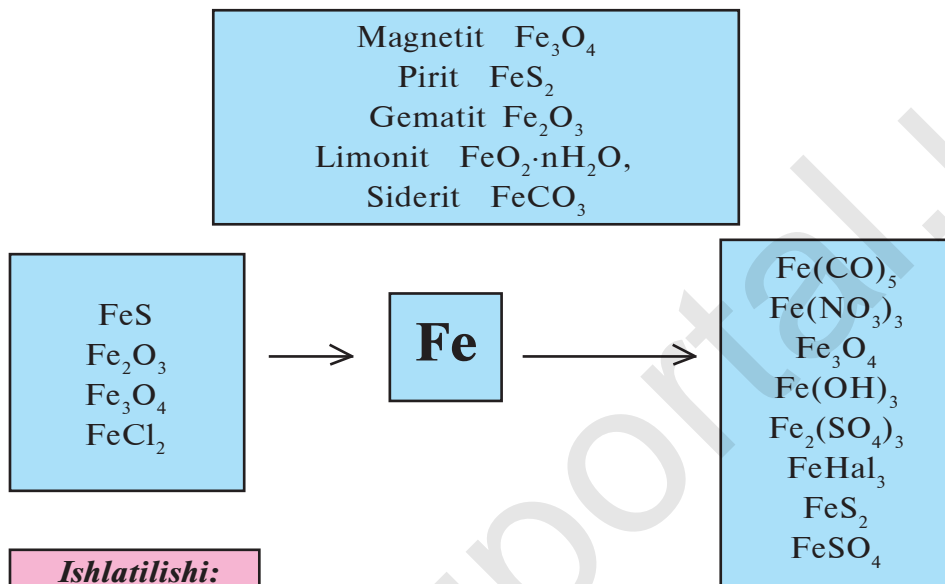 Magnetit Fe₃O₄
Pirit FeS₂
Gematit Fe₂O₃
Limonit FeO₂·nH₂O,
Siderit FeCO₃
FeS
Fe₂O₃
Fe₃O₄
FeCl₂
Fe
Fe(CO)₅
Fe(NO₃)₃
Fe₃O₄
Fe(OH)₃
Fe₂(SO₄)₃
FeHal₃
FeS₂
FeSO₄
Ishlatilishi:
portal.